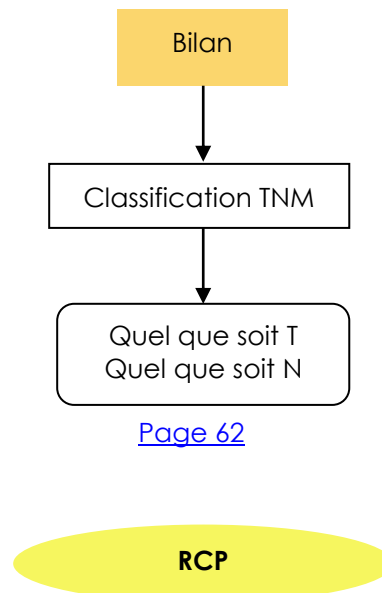 Bilan
Classification TNM
Quel que soit T
Quel que soit N
Page 62
RCP